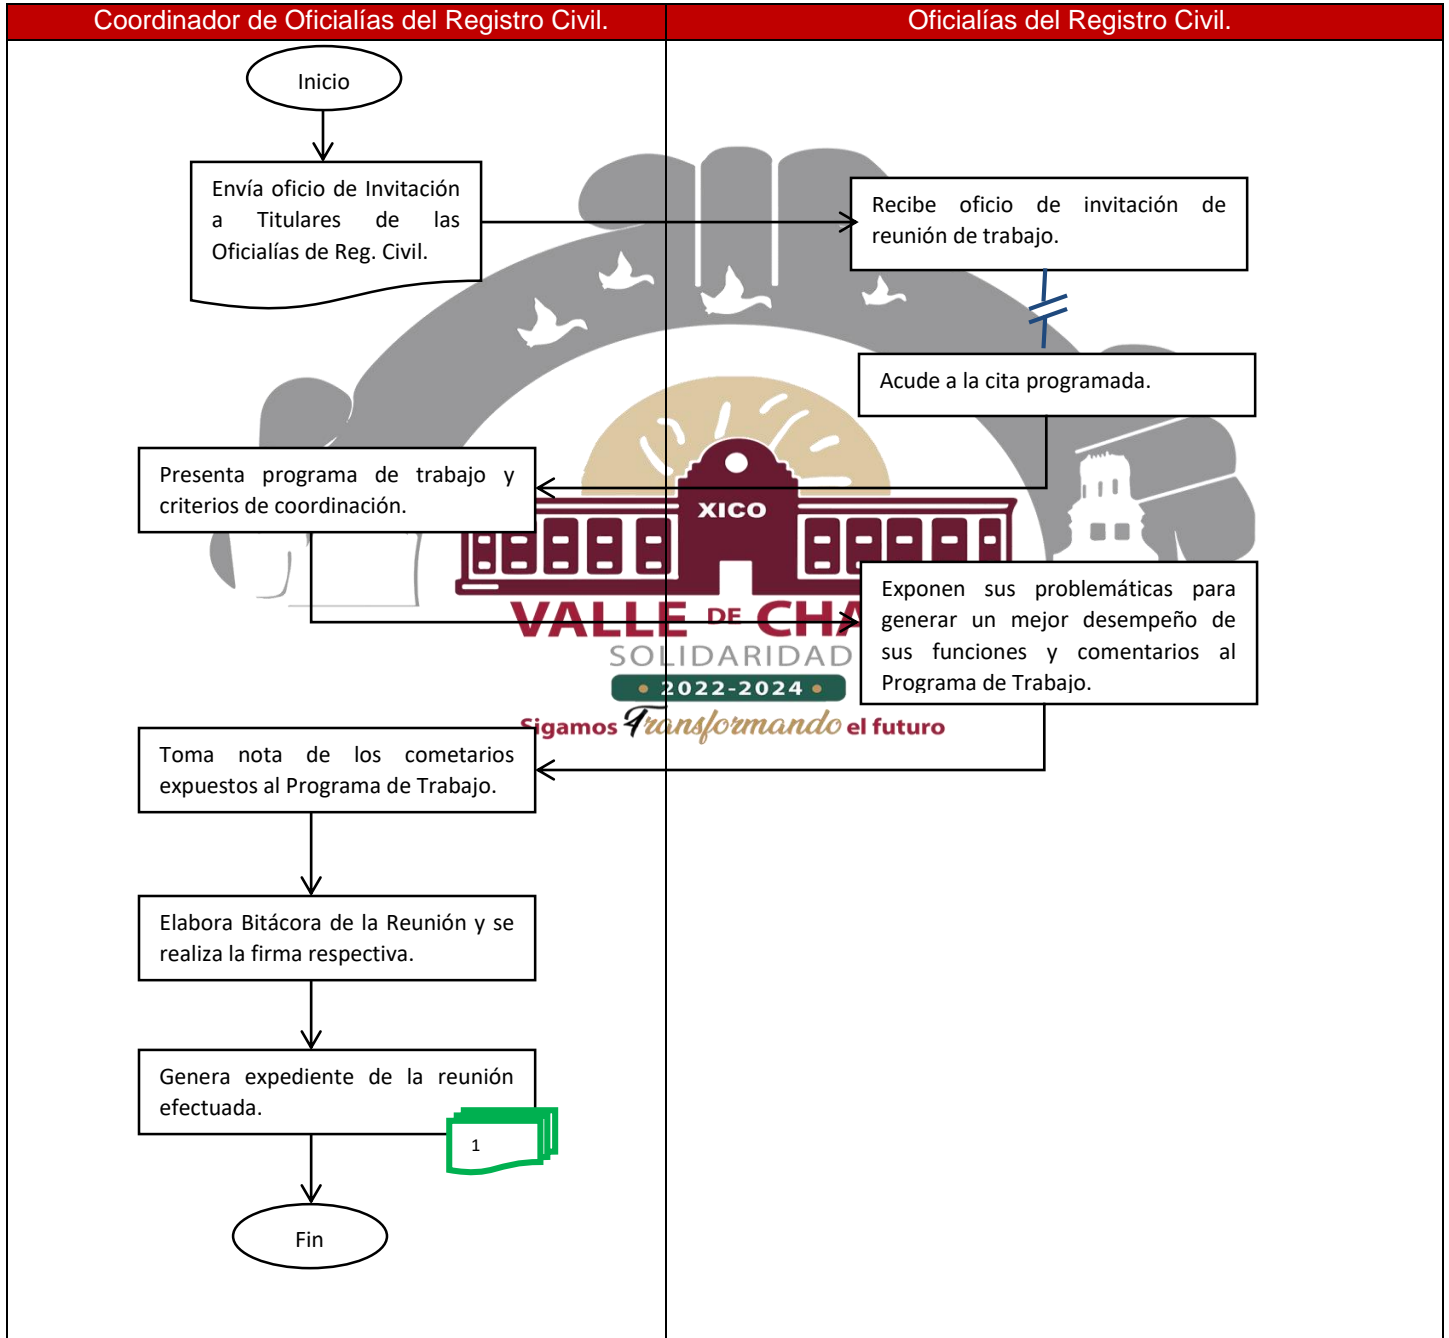 Coordinador de Oficialías del Registro Civil.
Oficialías del Registro Civil.
Inicio
Envía oficio de Invitación
a Titulares de las
Oficialías de Reg. Civil.
Recibe oficio de invitación de
reunión de trabajo.
Acude a la cita programada.
Presenta programa de trabajo y
criterios de coordinación.
XICO
Exponen sus problemáticas para
generar un mejor desempeño de
sus funciones y comentarios al
Programa de Trabajo.
VALLE DE CHA
SOLIDARIDAD
• 2022-2024 •
Sigamos Transformando el futuro
Toma nota de los cometarios
expuestos al Programa de Trabajo.
Elabora Bitácora de la Reunión y se
realiza la firma respectiva.
Genera expediente de la reunión
efectuada.
1
Fin